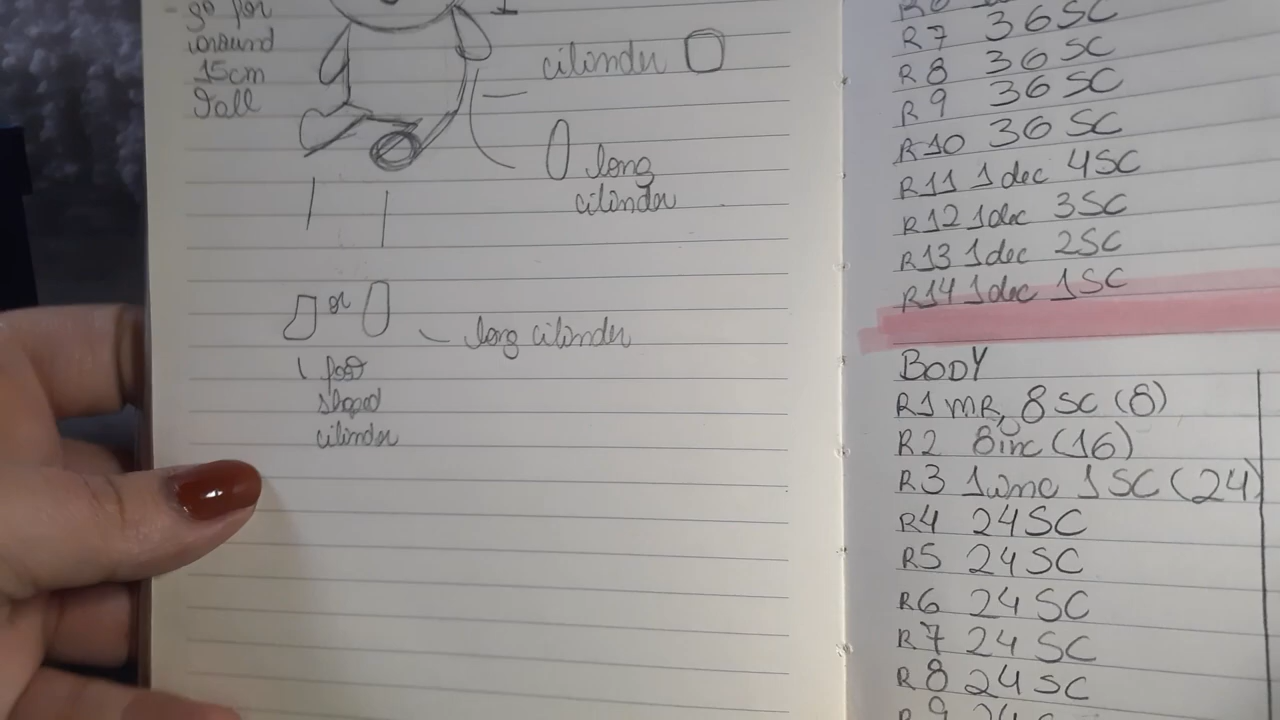 - go for
around
15cm
tall
cilinder
long
cilinder
or
long cilinder
foot
shaped
cilinder
R7 36SC
R8 36SC
R9 36SC
R10 36SC
R11 1dec 4SC
R12 1dec 3SC
R13 1dec 2SC
R14 1dec 1SC
BODY
R1 MR, 8SC (8)
R2 8inc (16)
R3 1inc 1SC (24)
R4 24SC
R5 24SC
R6 24SC
R7 24SC
R8 24SC
R9